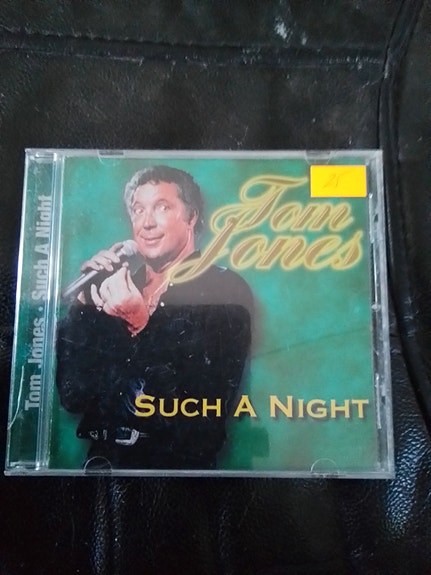 Tom Jones • Such A Night
Tom
Jones
SUCH A NIGHT